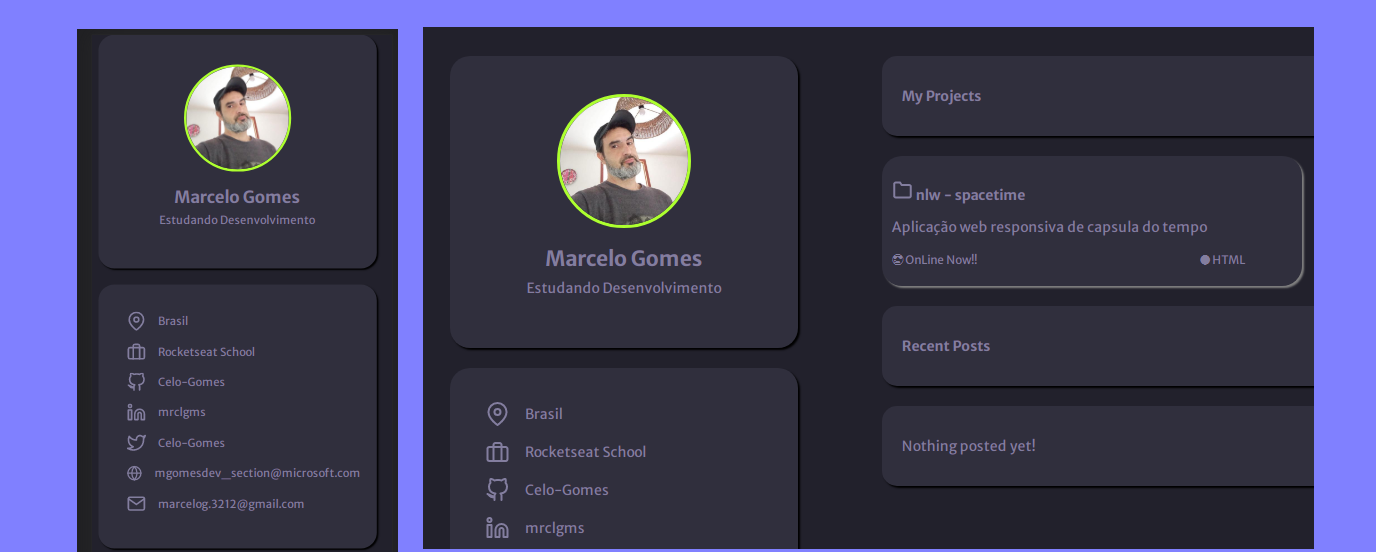 Marcelo Gomes
Estudando Desenvolvimento
Brasil
Rocketseat School
Celo-Gomes
mrclgms
Celo-Gomes
mgomesdev_section@microsoft.com
marcelog.3212@gmail.com
Marcelo Gomes
Estudando Desenvolvimento
Brasil
Rocketseat School
Celo-Gomes
mrclgms
My Projects
nlw - spacetime
Aplicação web responsiva de capsula do tempo
OnLine Now!! HTML
Recent Posts
Nothing posted yet!